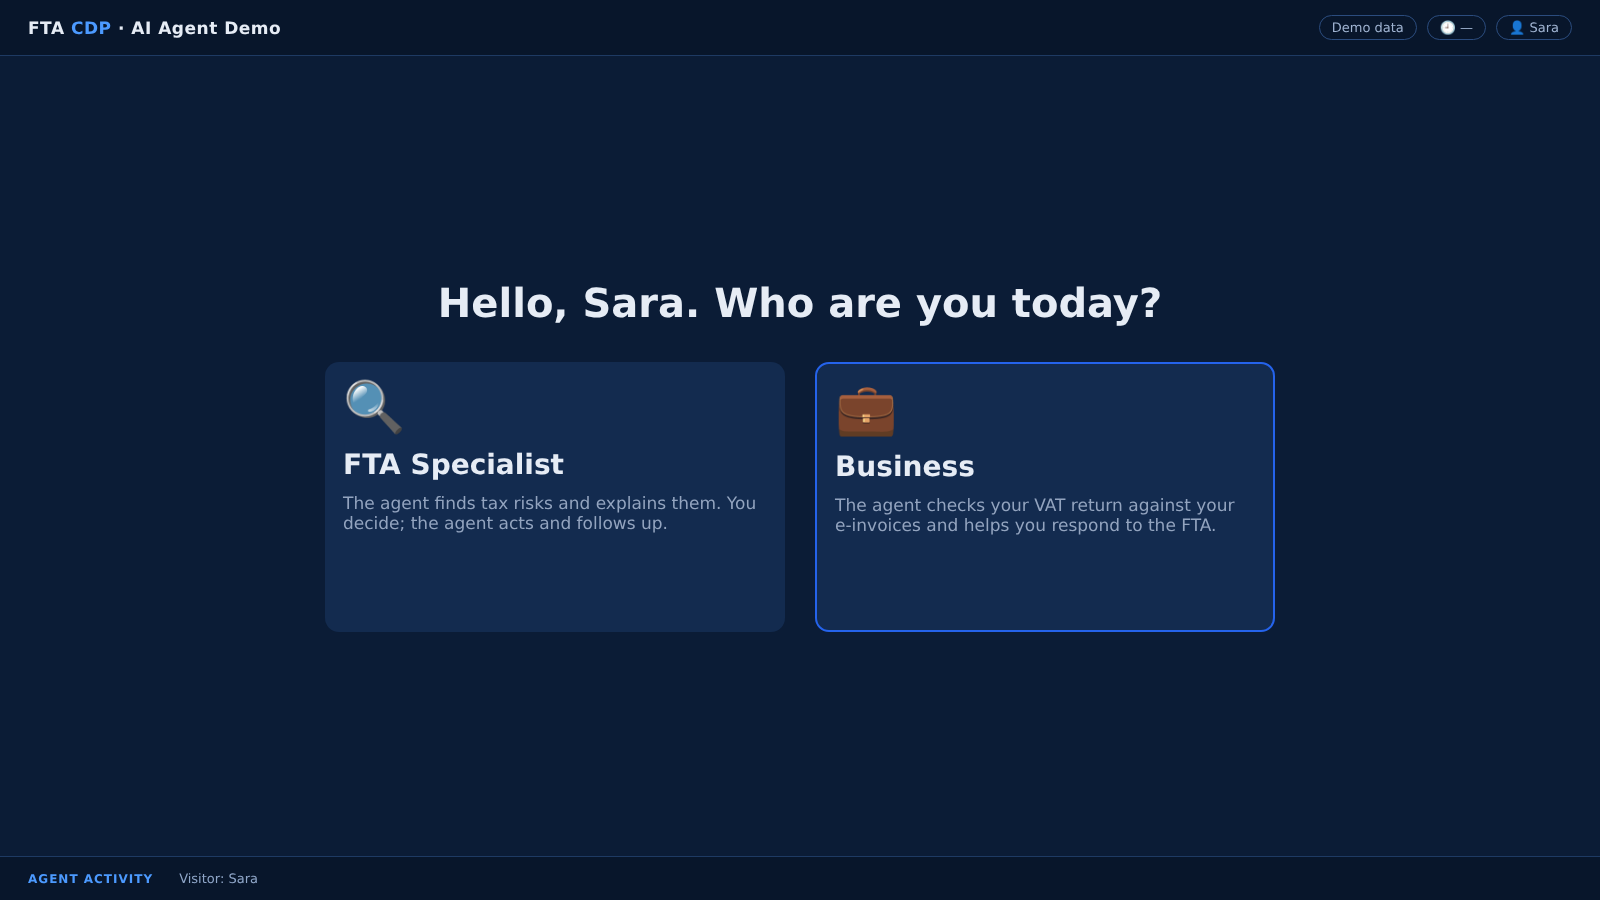 FTA CDP · AI Agent Demo
Demo data
—
Sara
Hello, Sara. Who are you today?
FTA Specialist
The agent finds tax risks and explains them. You
decide; the agent acts and follows up.
Business
The agent checks your VAT return against your
e-invoices and helps you respond to the FTA.
AGENT ACTIVITY
Visitor: Sara